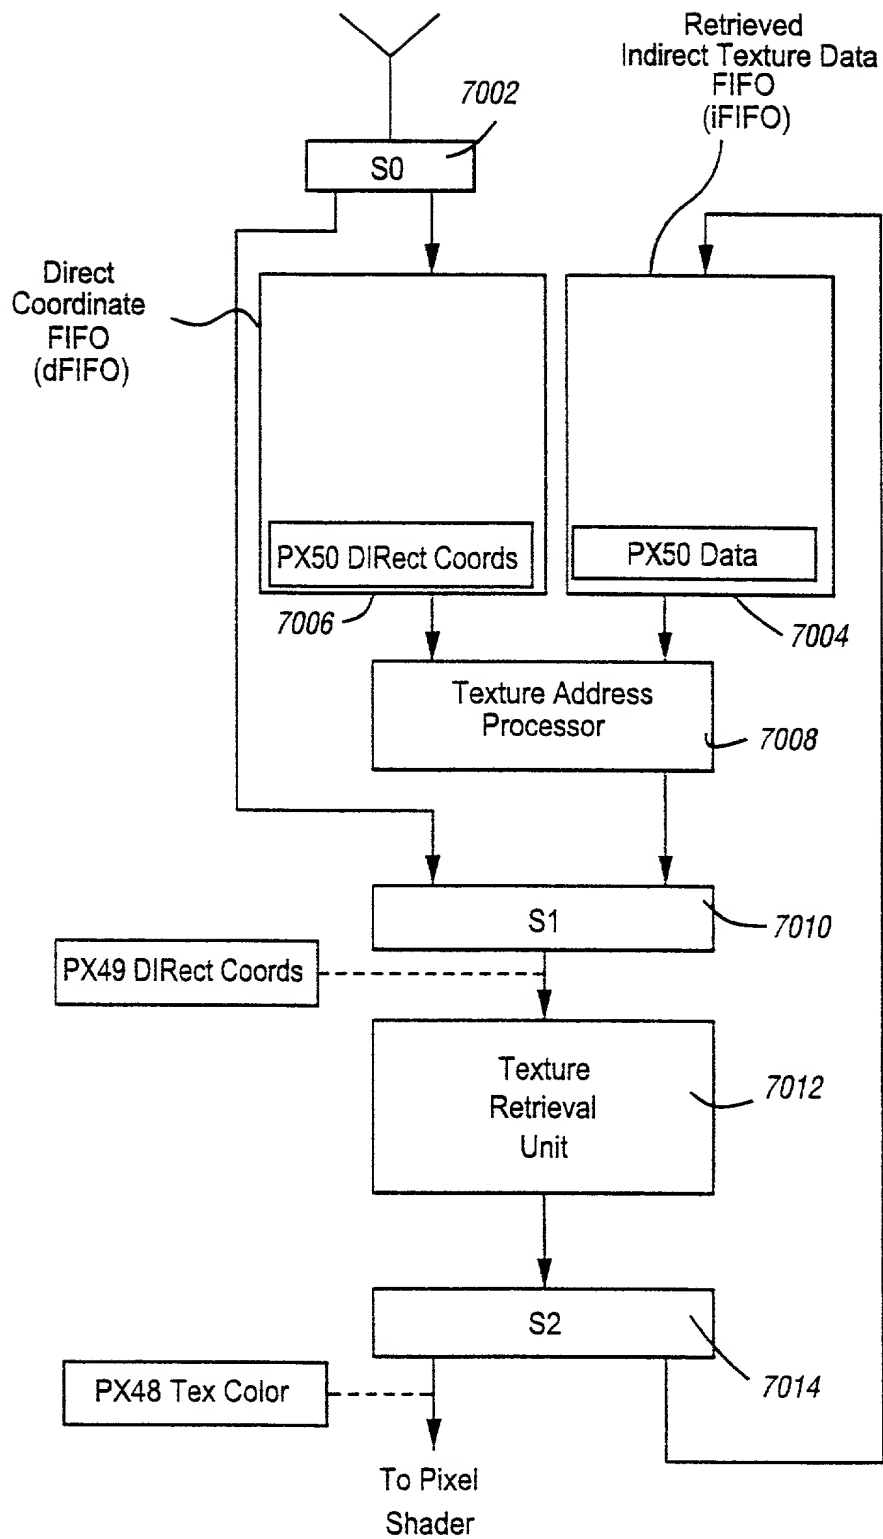 Retrieved
Indirect Texture Data
FIFO
(iFIFO)
7002
S0
Direct
Coordinate
FIFO
(dFIFO)
PX50 DIRect Coords
PX50 Data
7006
7004
Texture Address
Processor
7008
S1
7010
PX49 DIRect Coords
Texture
Retrieval
Unit
7012
S2
7014
PX48 Tex Color
To Pixel
Shader